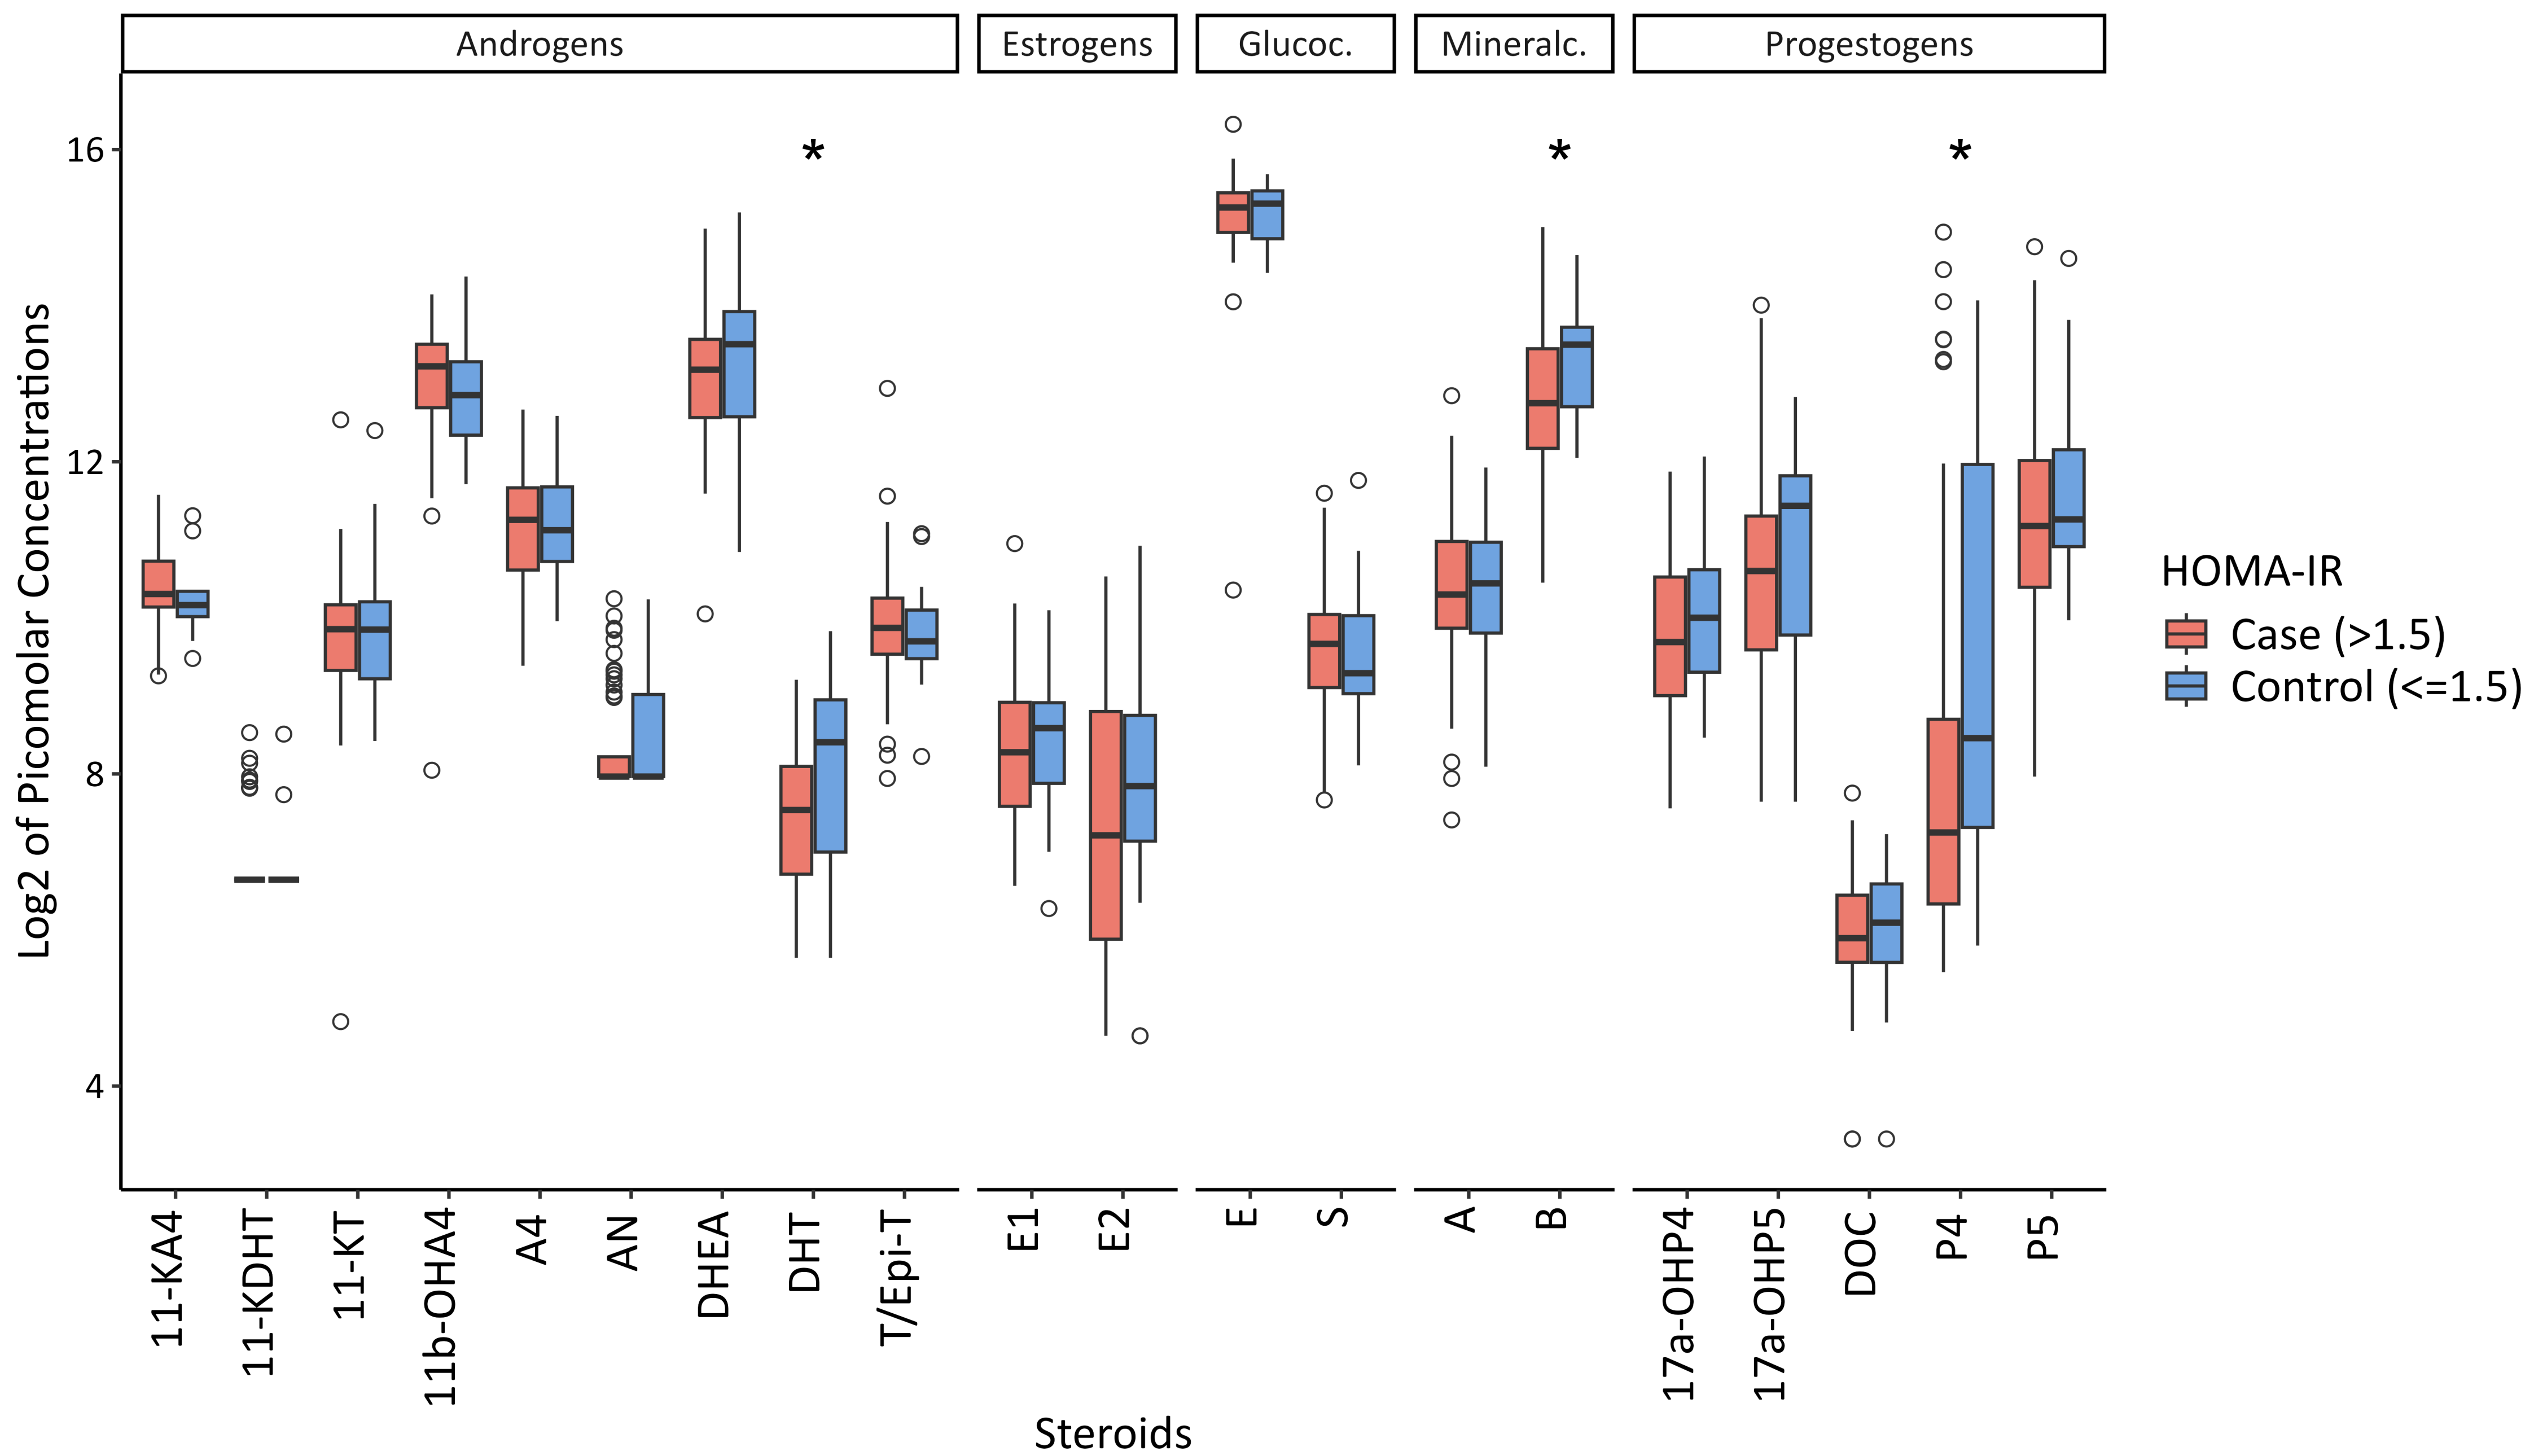 Androgens
Estrogens
Glucoc.
Mineralc.
Progestogens
Log2 of Picomolar Concentrations
16
12
8
4
*
*
*
11-KA4
11-KDHT
11-KT
11b-OHA4
A4
AN
DHEA
DHT
T/Epi-T
E1
E2
E
S
A
B
17a-OHP4
17a-OHP5
DOC
P4
P5
Steroids
HOMA-IR
Case (>1.5)
Control (<=1.5)